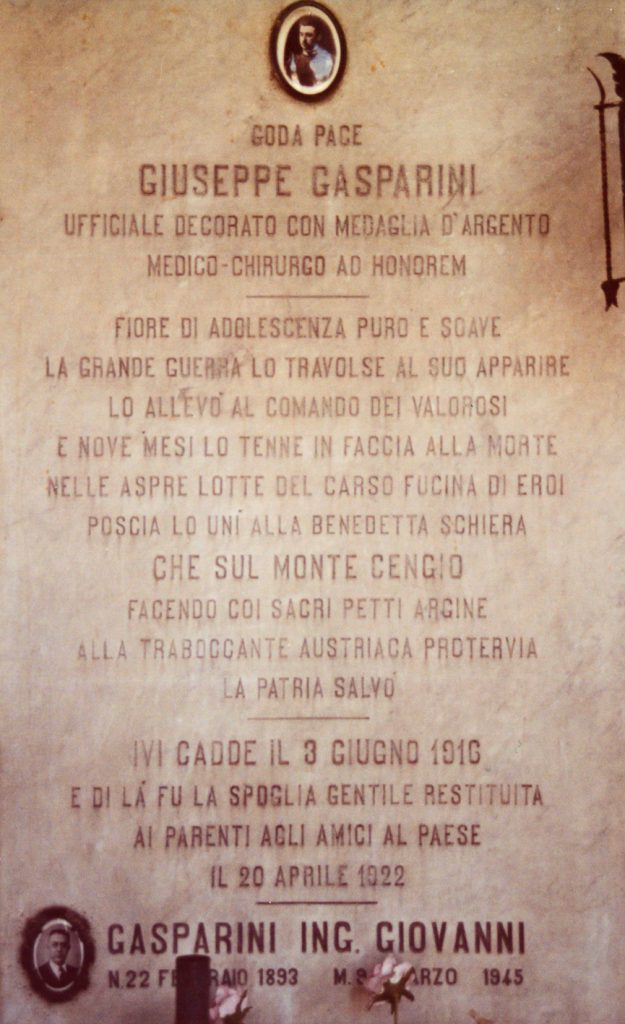 GODA PACE
GIUSEPPE GASPARINI
UFFICIALE DECORATO CON MEDAGLIA D'ARGENTO
MEDICO-CHIRURGO AD HONOREM
FIORE DI ADOLESCENZA PURO E SOAVE
LA GRANDE GUERRA LO TRAVOLSE AL SUO APPARIRE
LO ALLEVÒ AL COMANDO DEI VALOROSI
E NOVE MESI LO TENNE IN FACCIA ALLA MORTE
NELLE ASPRE LOTTE DEL CARSO FUCINA DI EROI
POSCIA LO UNÌ ALLA BENEDETTA SCHIERA
CHE SUL MONTE CENGIO
FACENDO COI SACRI PETTI ARGINE
ALLA TRABOCCANTE AUSTRIACA PROTERVIA
LA PATRIA SALVÒ
IVI CADDE IL 3 GIUGNO 1916
E DI LÁ FU LA SPOGLIA GENTILE RESTITUITA
AI PARENTI AGLI AMICI AL PAESE
IL 20 APRILE 1922
GASPARINI ING. GIOVANNI
N. 22 FEBBRAIO 1893 M. MARZO 1945